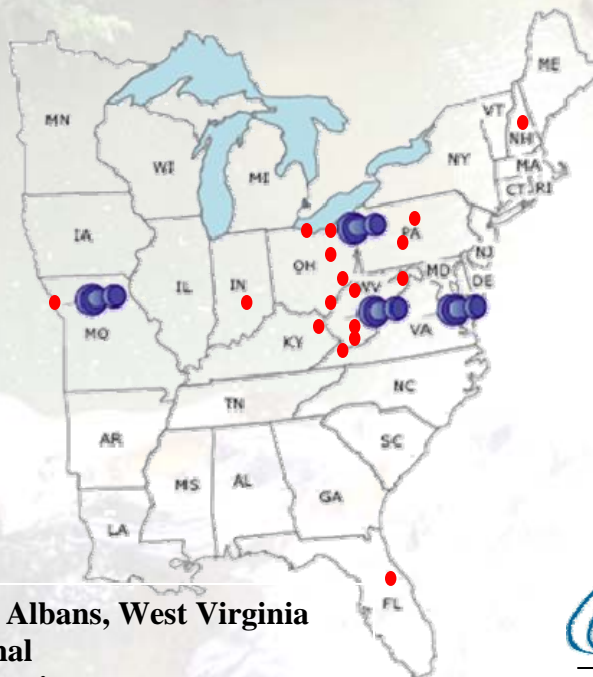 ME
MN
VT
NH
WI
MI
NY
MA
CT RI
IA
PA
NJ
OH
IL
IN
WV
MD
DE
MO
KY
VA
TN
NC
AR
SC
MS
AL
GA
LA
FL
Albans, West Virginia